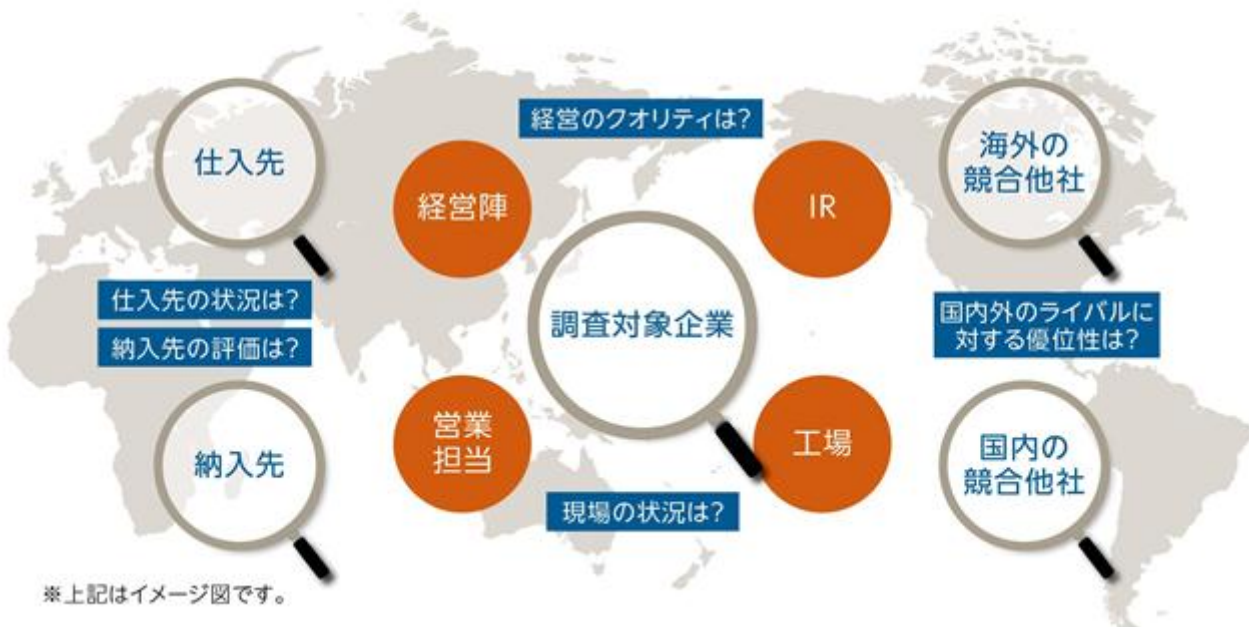 経営のクオリティは?
仕入先
経営陣
IR
海外の
競合他社
仕入先の状況は?
納入先の評価は?
調査対象企業
国内外のライバルに
対する優位性は?
納入先
営業
担当
工場
国内の
競合他社
現場の状況は?
※上記はイメージ図です。